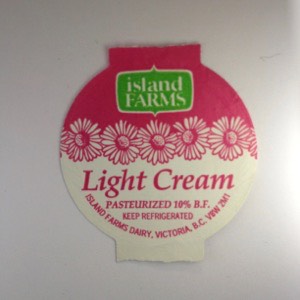 island
FARMS
Light Cream
PASTEURIZED 10% B.F.
KEEP REFRIGERATED
ISLAND FARMS DAIRY, VICTORIA, B.C. V8W 2M1